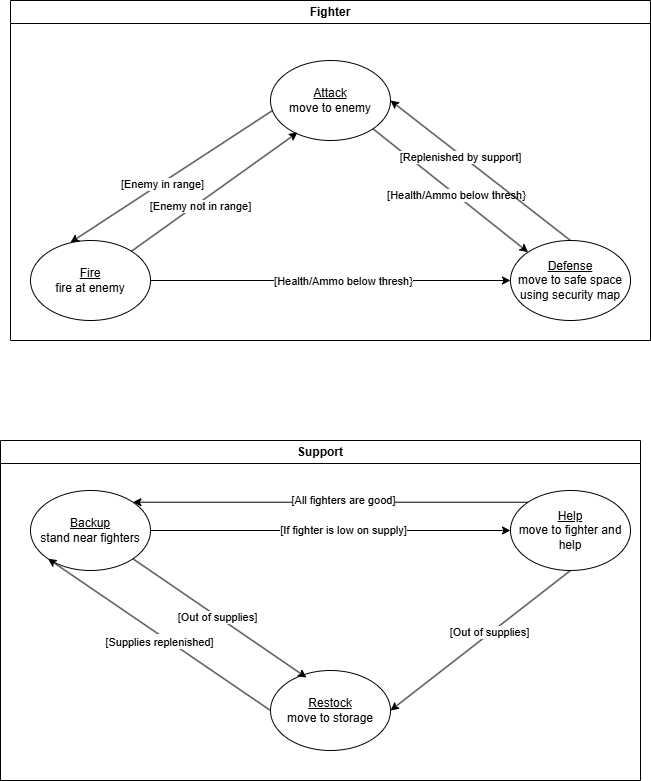 Fighter
Attack
move to enemy
[Replenished by support]
[Enemy in range]
[Health/Ammo below thresh}
[Enemy not in range]
Fire
fire at enemy
[Health/Ammo below thresh}
Defense
move to safe space
using security map
Support
[All fighters are good]
Backup
stand near fighters
[If fighter is low on supply]
Help
move to fighter and
help
[Out of supplies]
[Out of supplies]
[Supplies replenished]
Restock
move to storage